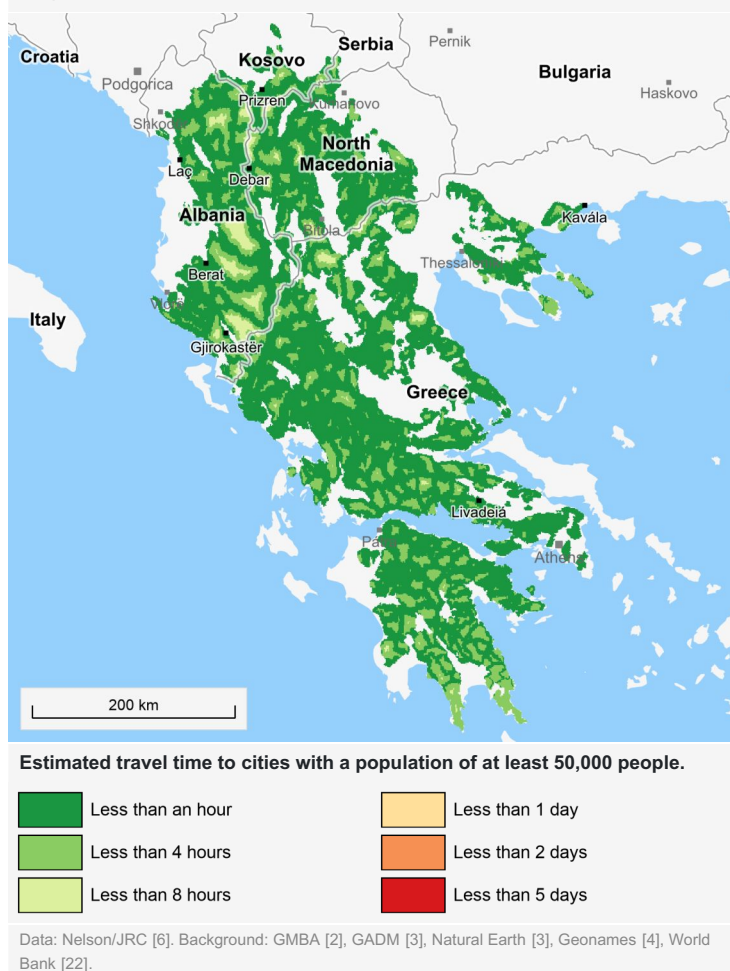 Croatia
Serbia
Kosovo
Pernik
Bulgaria
Podgorica
Haskovo
Prizren
Kumanovo
Shkodër
North
Macedonia
Laç
Debar
Albania
Kavála
Bitola
Berat
Italy
Gjirokastër
Greece
Livadeiá
Athens
200 km
Estimated travel time to cities with a population of at least 50,000 people.
Less than an hour
Less than 1 day
Less than 4 hours
Less than 2 days
Less than 8 hours
Less than 5 days
Data: Nelson/JRC [6]. Background: GMBA [2], GADM [3], Natural Earth [3], Geonames [4], World
Bank [22].